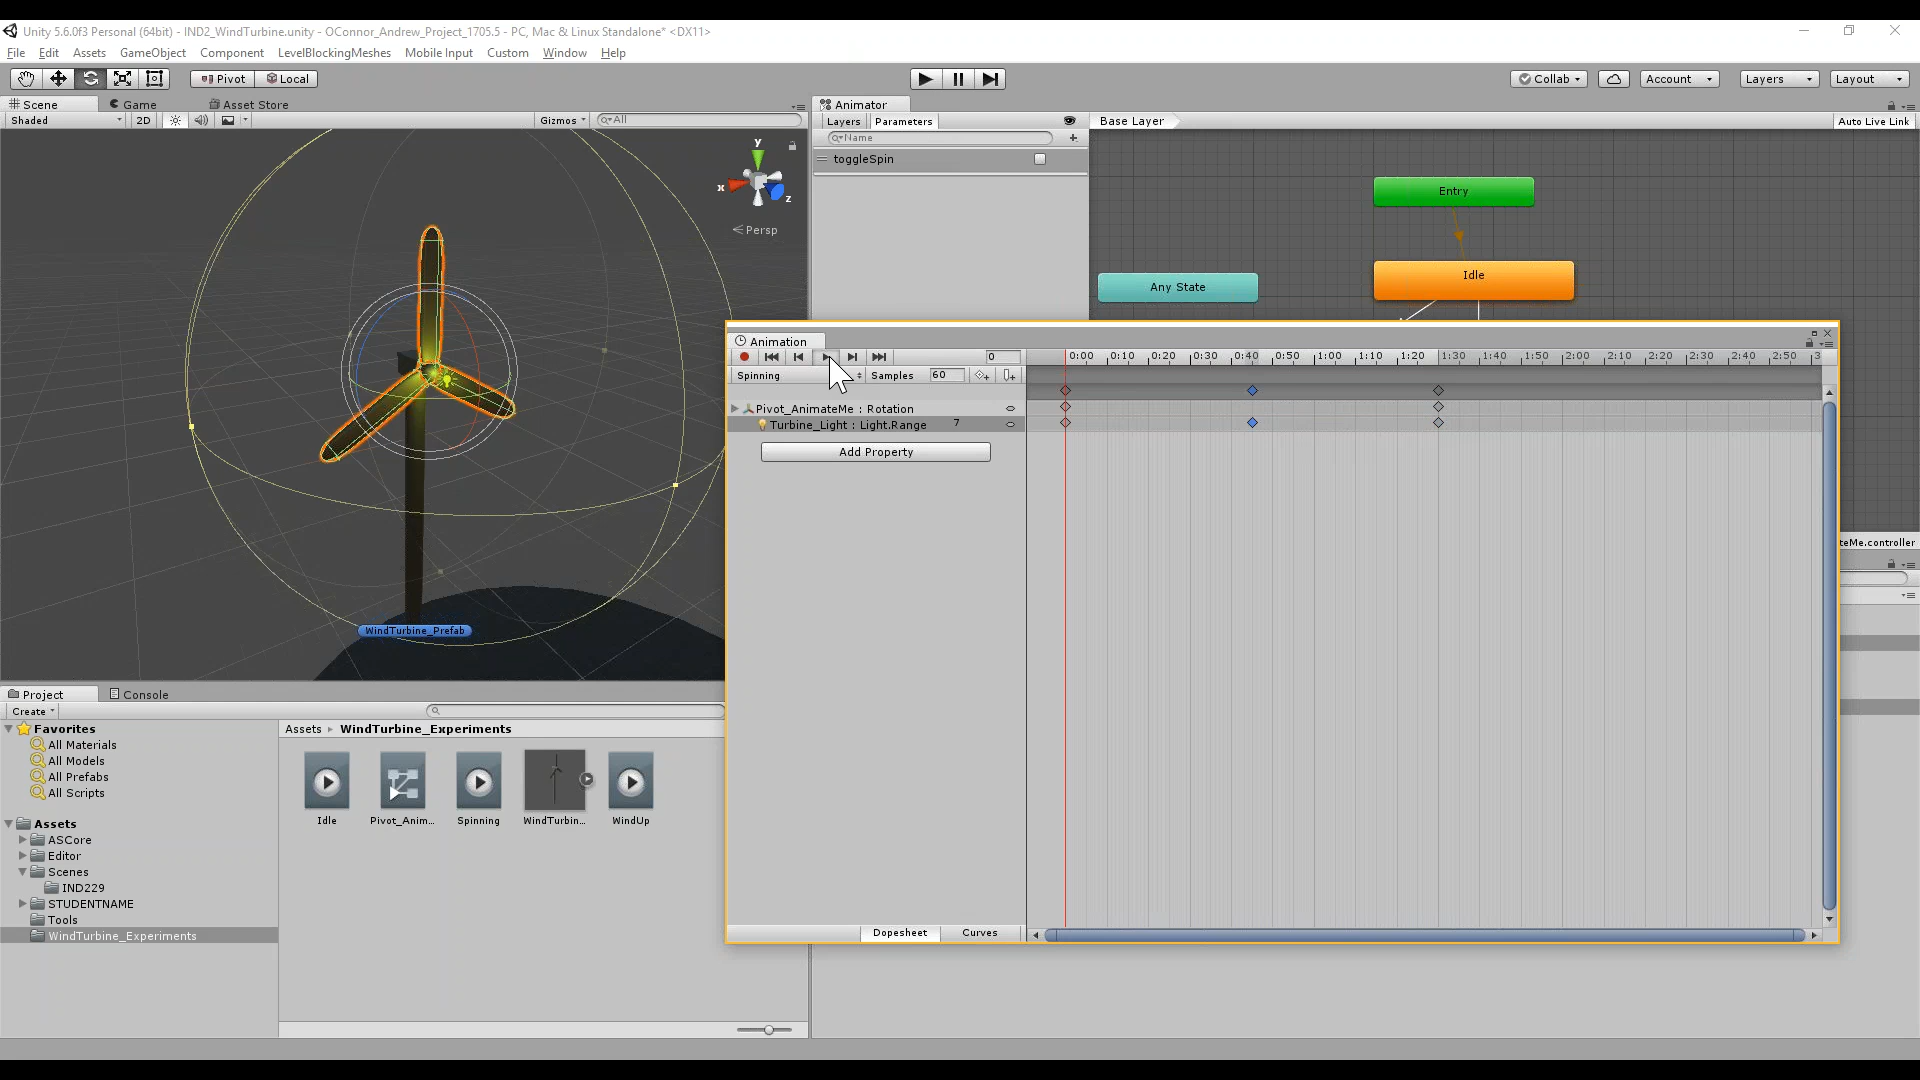 Unity 5.6.0f3 Personal (64bit) - IND2_WindTurbine.unity - OConnor_Andrew_Project_1705.5 - PC, Mac & Linux Standalone* <DX11>
File Edit Assets GameObject Component LevelBlockingMeshes Mobile Input Custom Window Help
Pivot Local Collab Account Layers Layout
Scene Game Asset Store Animator
Shaded 2D Gizmos All Layers Parameters Base Layer Auto Live Link
Name
toggleSpin
y
x
z
Persp
Entry
Idle
Any State
Animation
0
0:00 0:10 0:20 0:30 0:40 0:50 1:00 1:10 1:20 1:30 1:40 1:50 2:00 2:10 2:20 2:30 2:40 2:50 3
Spinning Samples 60
Pivot_AnimateMe : Rotation
Turbine_Light : Light.Range 7
Add Property
teMe.controller
WindTurbine_Prefab
Project Console
Create
Favorites
All Materials
All Models
All Prefabs
All Scripts
Assets
ASCore
Editor
Scenes
IND229
STUDENTNAME
Tools
WindTurbine_Experiments
Assets WindTurbine_Experiments
Idle Pivot_Anim... Spinning WindTurbin... WindUp
Dopesheet Curves